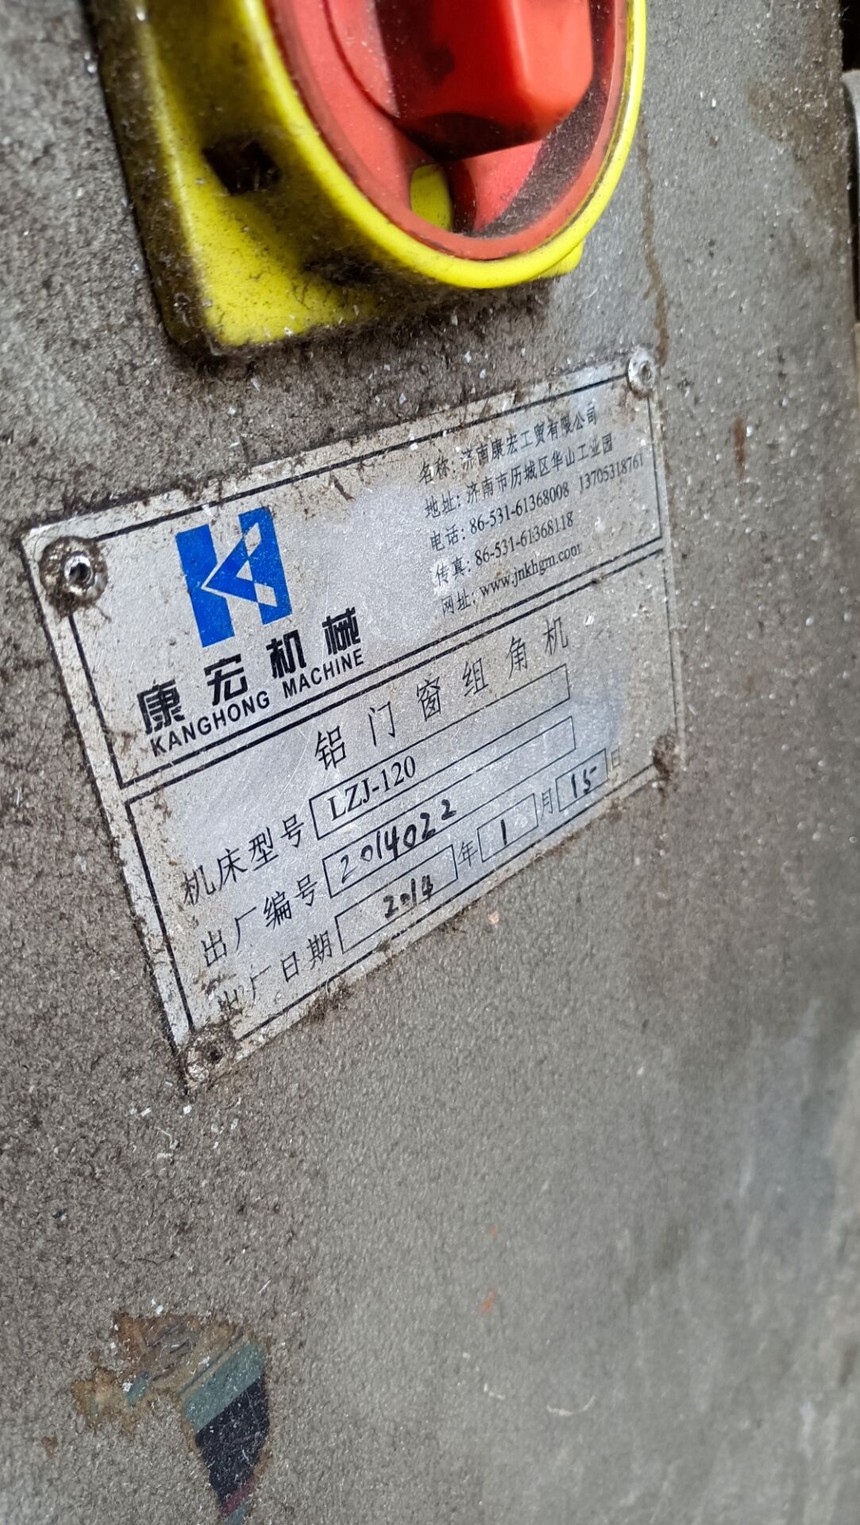 名称: 济南康宏工贸有限公司
地址: 济南市历城区华山工业园
电话: 86-531-61368008 13705318761
传真: 86-531-61368118
网址: www.jnkhgm.com
康宏机械
KANGHONG MACHINE
铝门窗组角机
机床型号 LZJ-120
出厂编号 2014022
出厂日期 2014 年 1 月 15 日